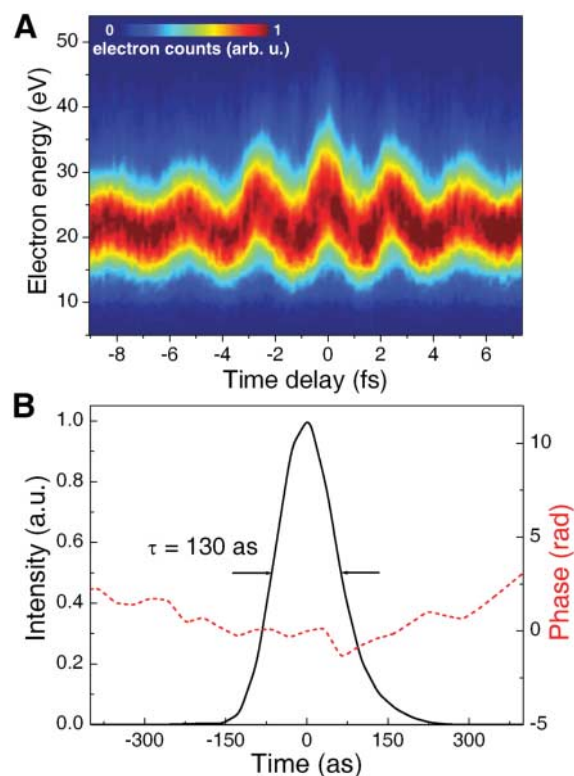 A
0 1
electron counts (arb. u.)
Electron energy (eV)
50
40
30
20
10
-8 -6 -4 -2 0 2 4 6
Time delay (fs)
B
Intensity (a.u.)
1.0
0.8
0.6
0.4
0.2
0.0
τ = 130 as
10
5
0
-5
Phase (rad)
-300 -150 0 150 300
Time (as)